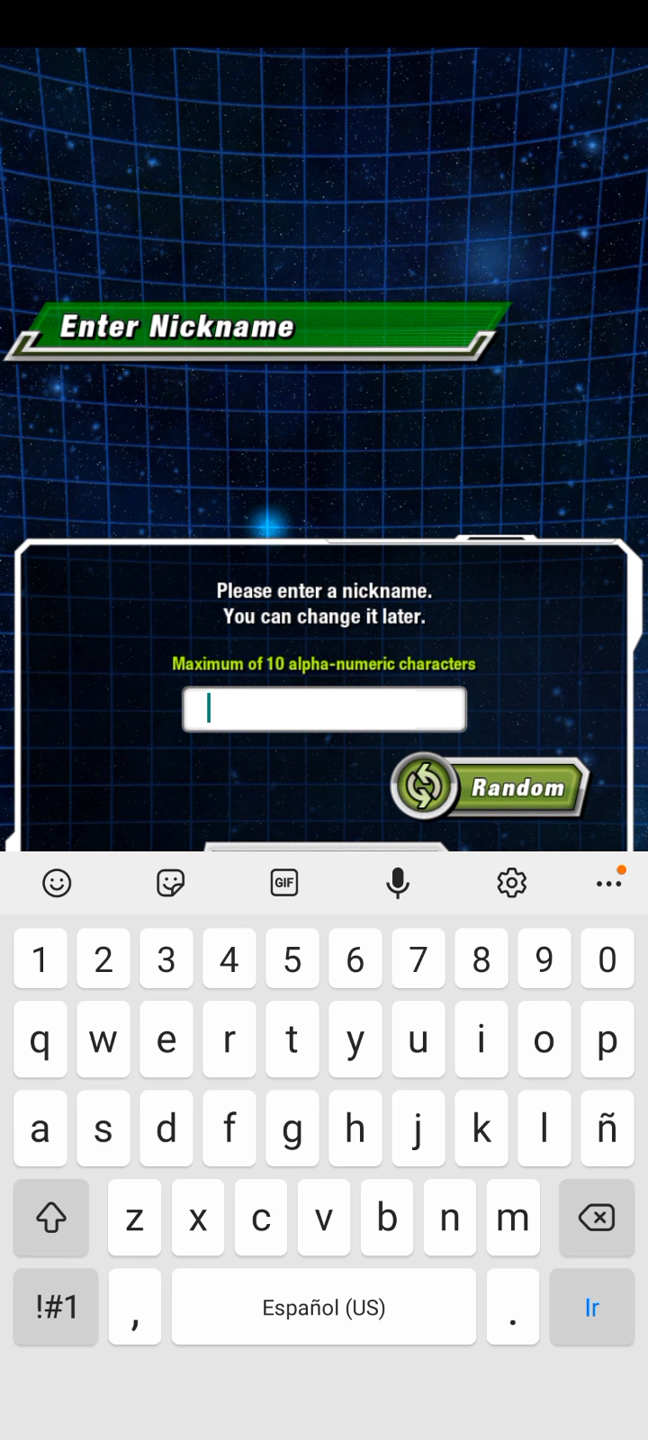 Enter Nickname
Please enter a nickname.
You can change it later.
Maximum of 10 alpha-numeric characters
Random
GIF
1 2 3 4 5 6 7 8 9 0
q w e r t y u i o p
a s d f g h j k l ñ
z x c v b n m
!#1 , Español (US) . Ir